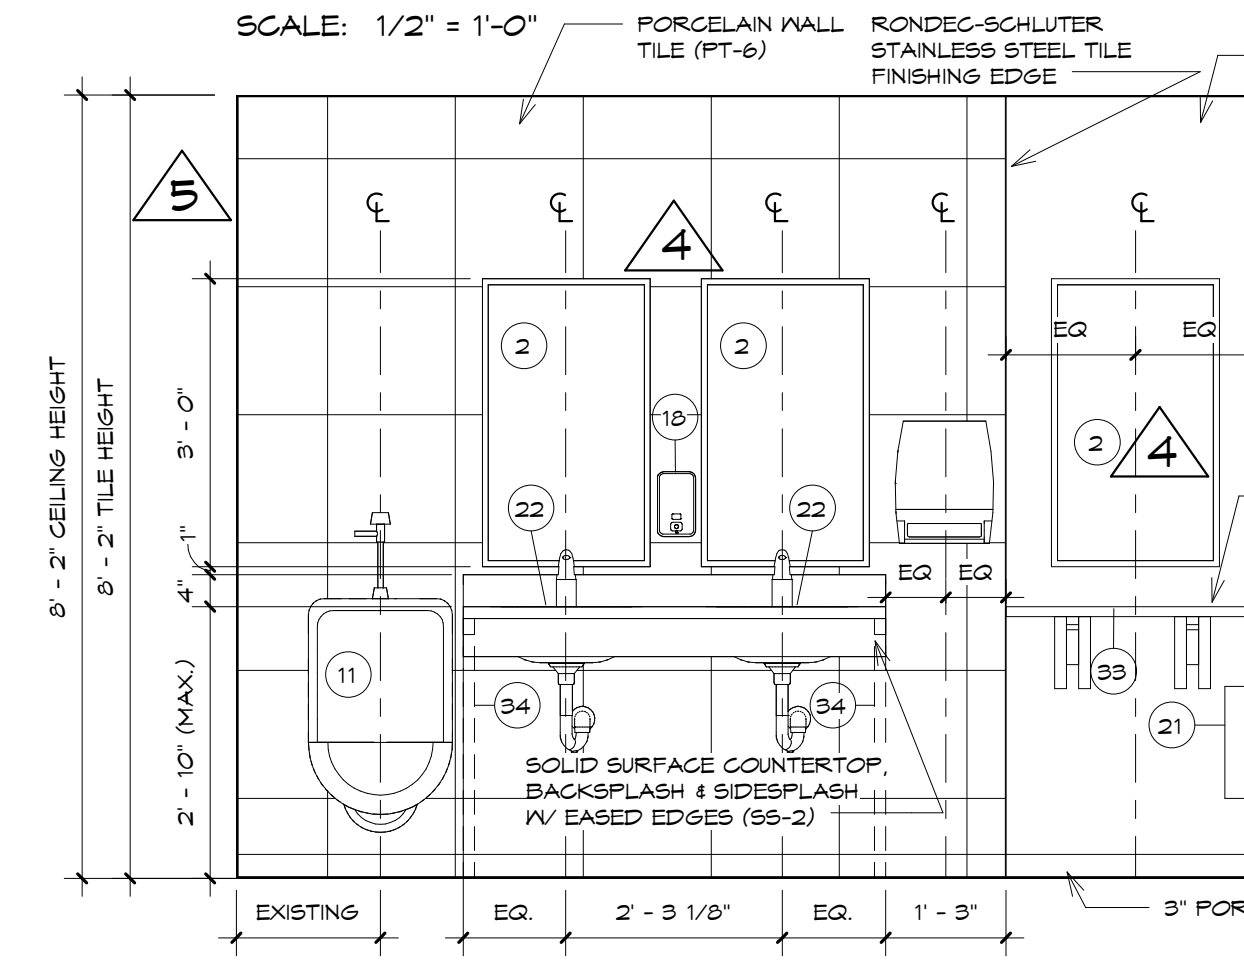 SCALE: 1/2" = 1'-0"
PORCELAIN WALL
TILE (PT-6)
RONDEC-SCHLUTER
STAINLESS STEEL TILE
FINISHING EDGE
5
℄
℄
℄
℄
℄
4
2
2
EQ
EQ
18
2
4
22
22
8' - 2" CEILING HEIGHT
8' - 2" TILE HEIGHT
3' - 0"
1"
4"
2' - 10" (MAX.)
EQ
EQ
11
34
34
33
21
SOLID SURFACE COUNTERTOP,
BACKSPLASH & SIDESPLASH
W/ EASED EDGES (SS-2)
EXISTING
EQ.
2' - 3 1/8"
EQ.
1' - 3"
3" POR